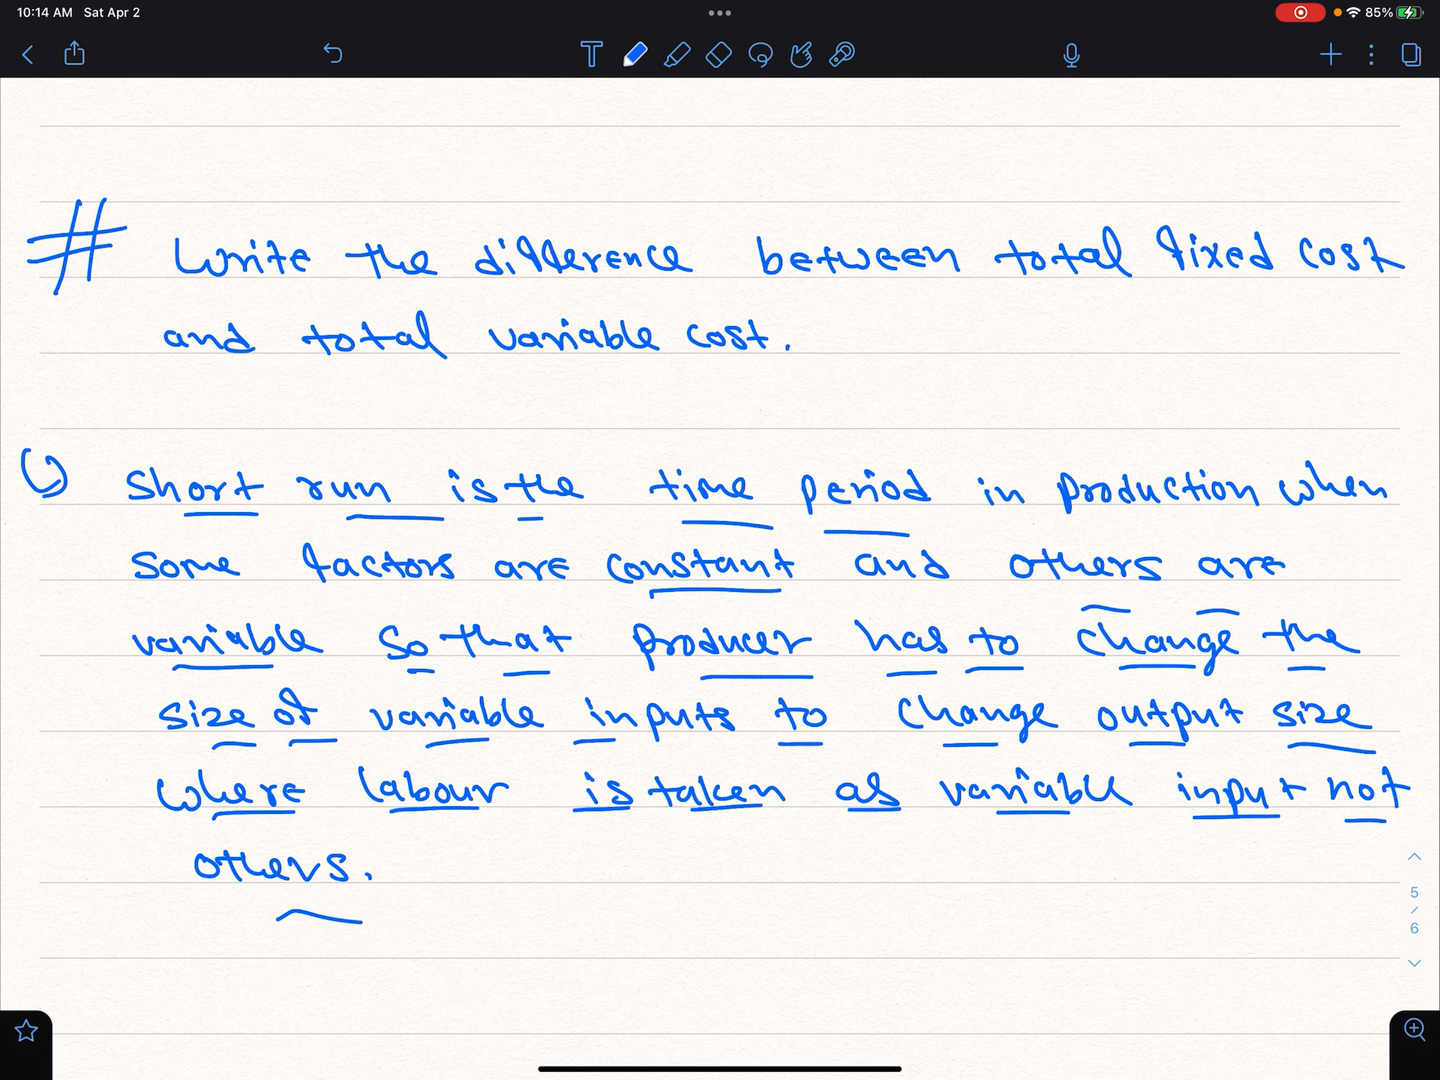 10:14 AM Sat Apr 2
85%
# Write the difference between total fixed cost
and total variable cost.
Short run is the time period in production when
some factors are constant and others are
variable so that producer has to change the
size of variable inputs to change output size
where labour is taken as variable input not
others.
5
/
6